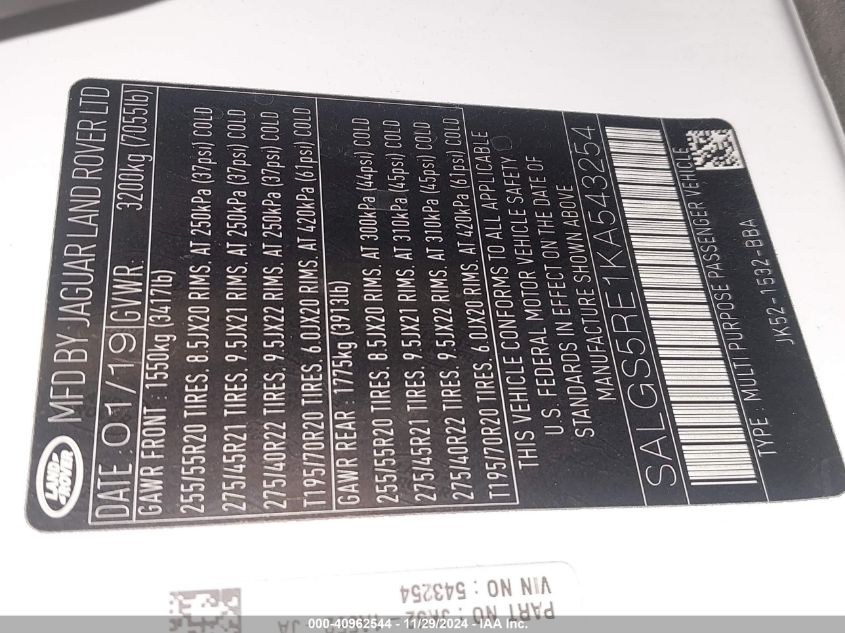 LAND ROVER
MFD BY JAGUAR LAND ROVER LTD
DATE : 01/19 GVWR: 3200kg (7055lb)
GAWR FRONT : 1550kg (3417lb)
255/55R20 TIRES. 8.5JX20 RIMS. AT 250kPa (37psi) COLD
275/45R21 TIRES. 9.5JX21 RIMS. AT 250kPa (37psi) COLD
275/40R22 TIRES. 9.5JX22 RIMS. AT 250kPa (37psi) COLD
T195/70R20 TIRES. 6.0JX20 RIMS. AT 420kPa (61psi) COLD
GAWR REAR : 1775kg (3913lb)
255/55R20 TIRES. 8.5JX20 RIMS. AT 300kPa (44psi) COLD
275/45R21 TIRES. 9.5JX21 RIMS. AT 310kPa (45psi) COLD
275/40R22 TIRES. 9.5JX22 RIMS. AT 310kPa (45psi) COLD
T195/70R20 TIRES. 6.0JX20 RIMS. AT 420kPa (61psi) COLD
THIS VEHICLE CONFORMS TO ALL APPLICABLE
U.S. FEDERAL MOTOR VEHICLE SAFETY
STANDARDS IN EFFECT ON THE DATE OF
MANUFACTURE SHOWN ABOVE
SALGS5RE1KA543254
TYPE : MULTI PURPOSE PASSENGER VEHICLE
JK52-1532-BBA
PART NO :
VIN NO : 543254
000-40962544 - 11/29/2024 - IAA Inc.